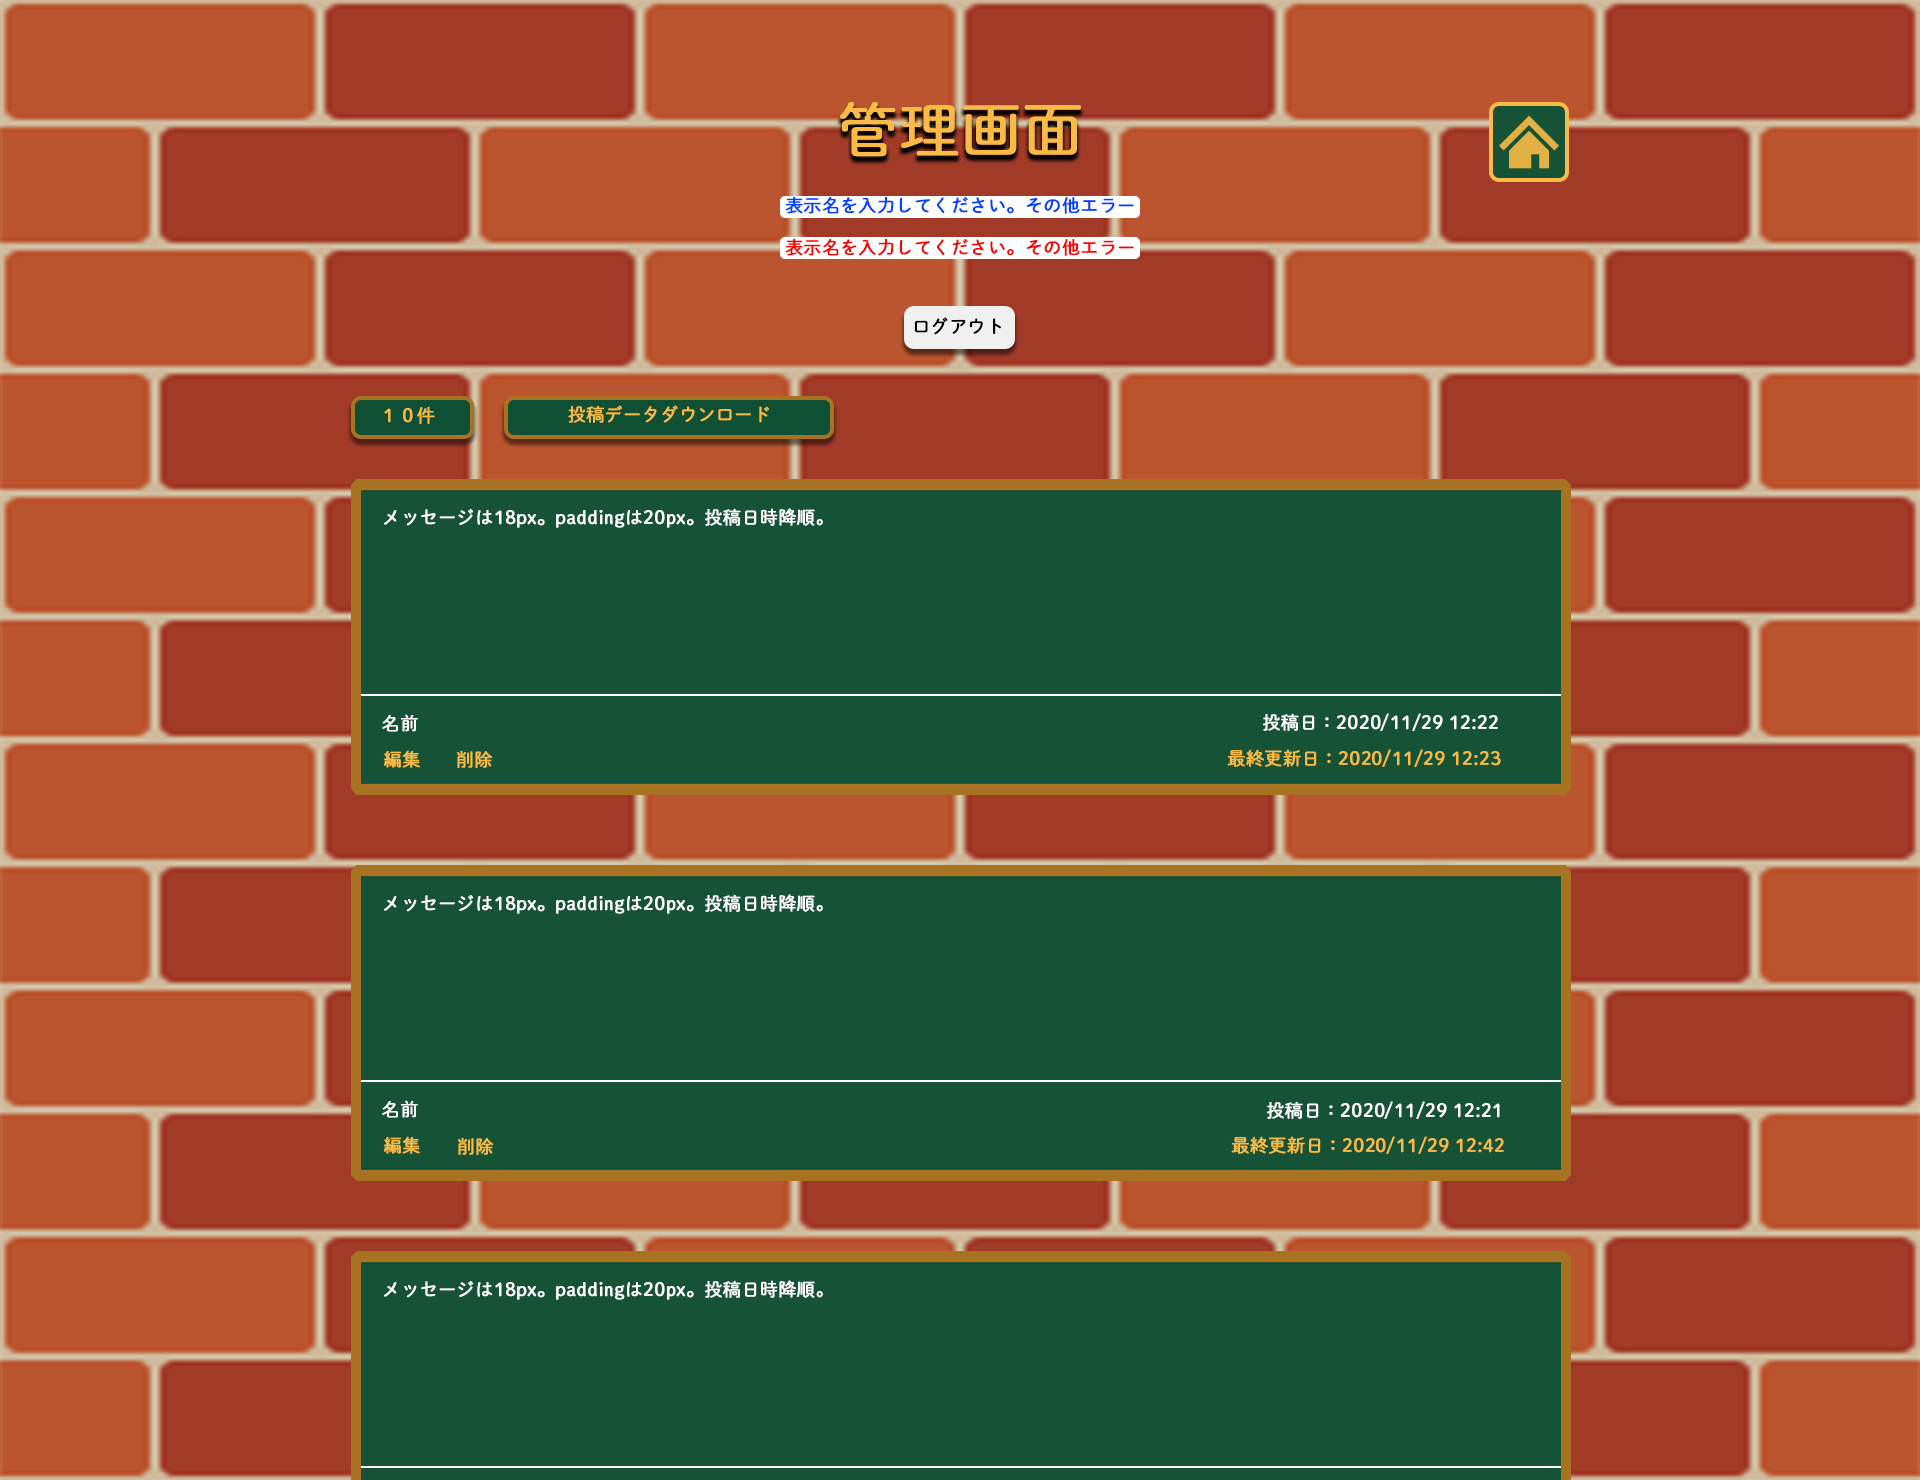 管理画面
表示名を入力してください。その他エラー
表示名を入力してください。その他エラー
ログアウト
１０件
投稿データダウンロード
メッセージは18px。paddingは20px。投稿日時降順。
名前
投稿日：2020/11/29 12:22
編集 削除
最終更新日：2020/11/29 12:23
メッセージは18px。paddingは20px。投稿日時降順。
名前
投稿日：2020/11/29 12:21
編集 削除
最終更新日：2020/11/29 12:42
メッセージは18px。paddingは20px。投稿日時降順。